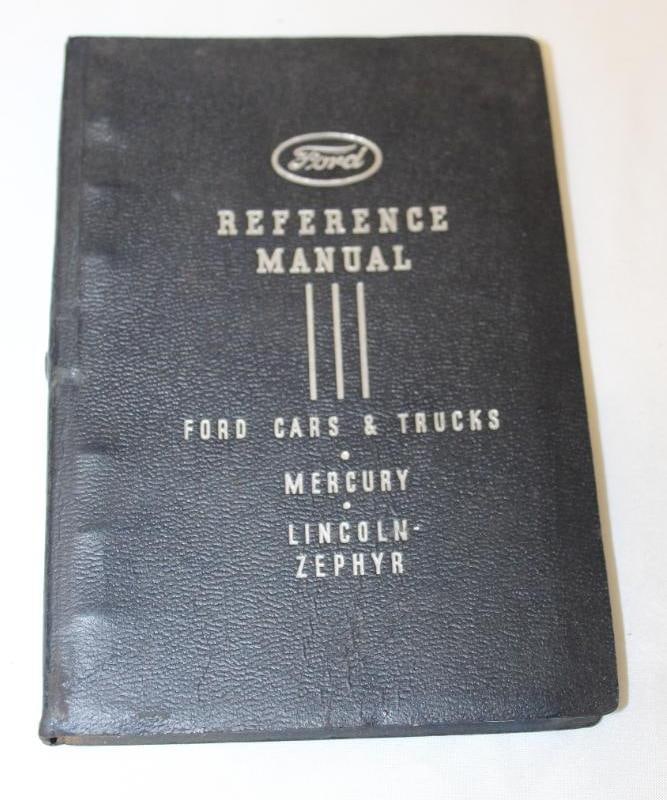 Ford
REFERENCE
MANUAL
FORD CARS & TRUCKS
•
MERCURY
•
LINCOLN-
ZEPHYR